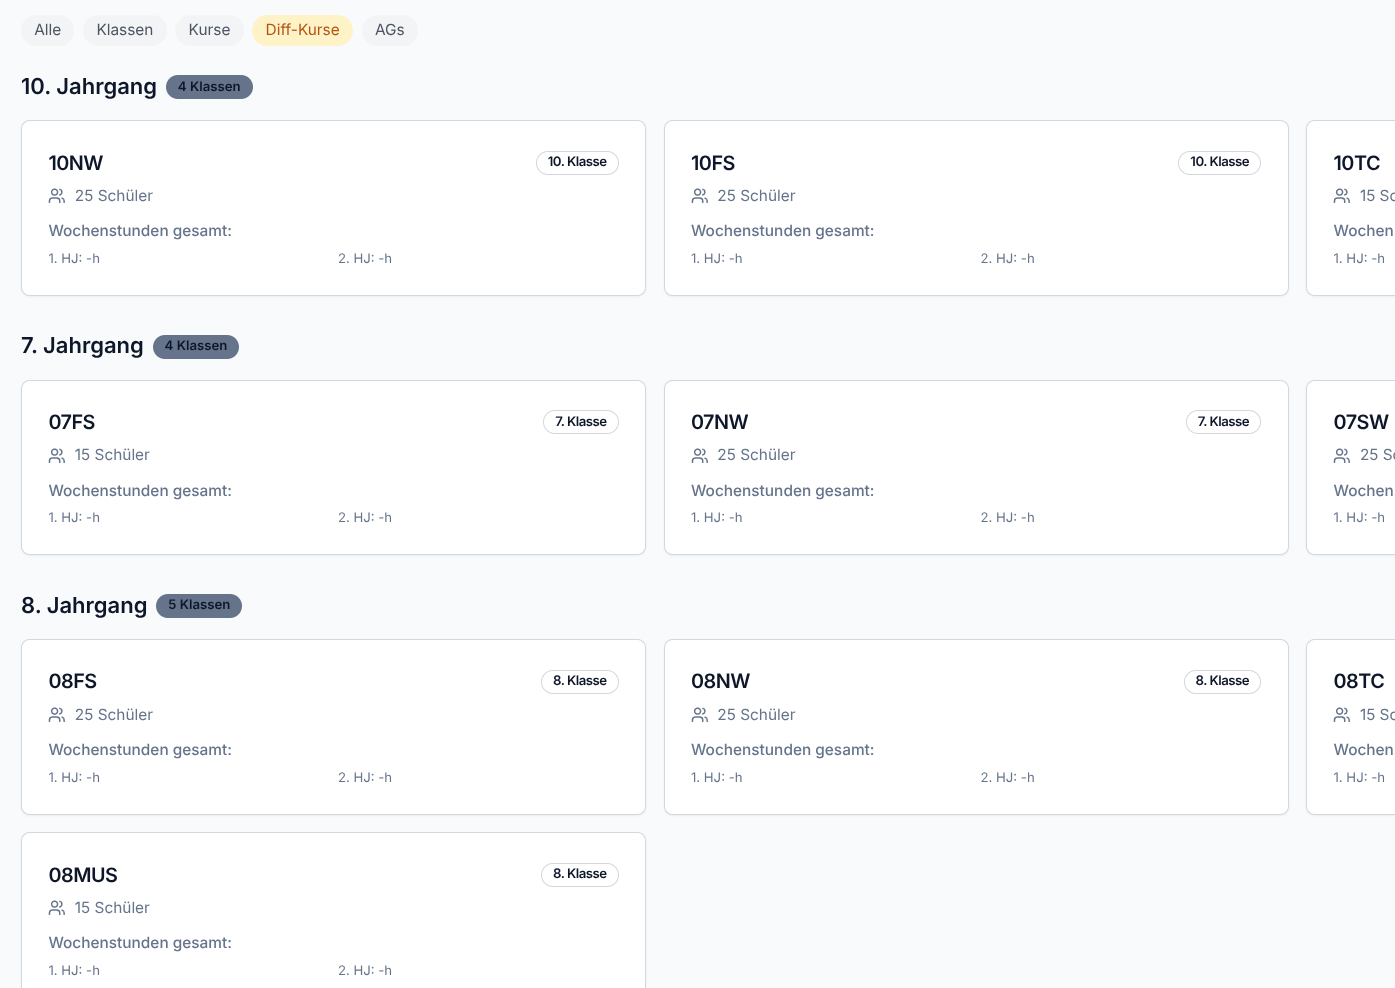 Alle Klassen Kurse Diff-Kurse AGs
10. Jahrgang 4 Klassen
10NW 10. Klasse
25 Schüler
Wochenstunden gesamt:
1. HJ: -h 2. HJ: -h
10FS 10. Klasse
25 Schüler
Wochenstunden gesamt:
1. HJ: -h 2. HJ: -h
10TC
15 Sc
Wochen
1. HJ: -h
7. Jahrgang 4 Klassen
07FS 7. Klasse
15 Schüler
Wochenstunden gesamt:
1. HJ: -h 2. HJ: -h
07NW 7. Klasse
25 Schüler
Wochenstunden gesamt:
1. HJ: -h 2. HJ: -h
07SW
25 Sc
Wochen
1. HJ: -h
8. Jahrgang 5 Klassen
08FS 8. Klasse
25 Schüler
Wochenstunden gesamt:
1. HJ: -h 2. HJ: -h
08NW 8. Klasse
25 Schüler
Wochenstunden gesamt:
1. HJ: -h 2. HJ: -h
08TC
15 Sc
Wochen
1. HJ: -h
08MUS 8. Klasse
15 Schüler
Wochenstunden gesamt:
1. HJ: -h 2. HJ: -h